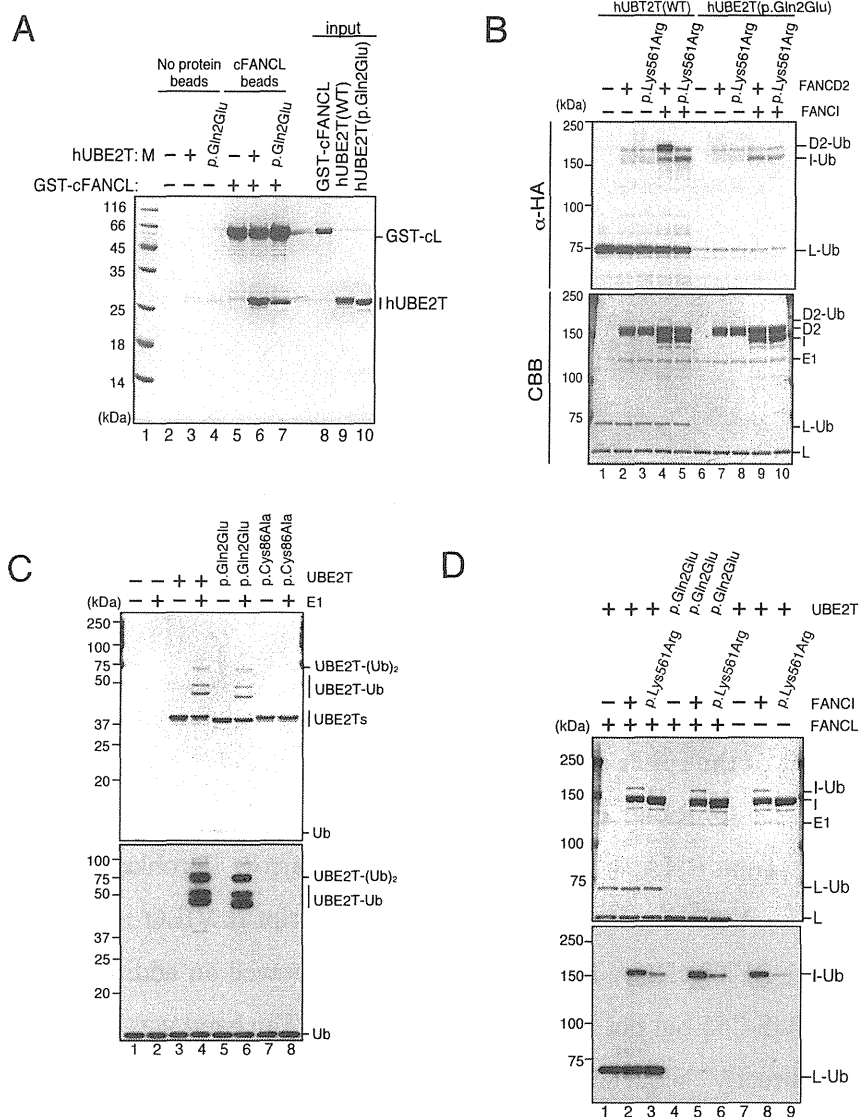 A
No protein beads
cFANCL beads
input
hUBE2T: M − + p.Gln2Glu − + p.Gln2Glu GST-cFANCL hUBE2T(WT) hUBE2T(p.Gln2Glu)
GST-cFANCL: − − − + + +
116
66
45
35
25
18
14
(kDa)
GST-cL
hUBE2T
1 2 3 4 5 6 7 8 9 10
B
hUBT2T(WT) hUBE2T(p.Gln2Glu)
− + p.Lys561Arg + p.Lys561Arg − + p.Lys561Arg + p.Lys561Arg FANCD2
− − − + + − − − + + FANCI
(kDa)
α-HA
250
150
100
75
D2-Ub
I-Ub
L-Ub
CBB
250
150
100
75
D2-Ub
D2
I
E1
L-Ub
L
1 2 3 4 5 6 7 8 9 10
C
− − + + p.Gln2Glu p.Gln2Glu p.Cys86Ala p.Cys86Ala UBE2T
(kDa) − + − + − + − + E1
250
100
75
50
37
25
20
UBE2T-(Ub)₂
UBE2T-Ub
UBE2Ts
Ub
100
75
50
37
25
20
UBE2T-(Ub)₂
UBE2T-Ub
Ub
1 2 3 4 5 6 7 8
D
+ + + p.Gln2Glu p.Gln2Glu p.Gln2Glu + + + UBE2T
− + p.Lys561Arg − + p.Lys561Arg − + p.Lys561Arg FANCI
(kDa) + + + + + + − − − FANCL
250
150
100
75
I-Ub
I
E1
L-Ub
L
250
150
100
75
I-Ub
L-Ub
1 2 3 4 5 6 7 8 9